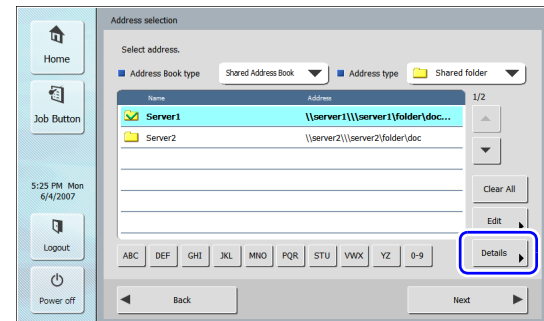 Address selection
Home
Select address.
Address Book type
Shared Address Book
Address type
Shared folder
Name
Address
1/2
Server1
\\server1\\\server1\folder\doc...
Server2
\\server2\\\server2\folder\doc
Job Button
5:25 PM Mon
6/4/2007
Clear All
Edit
Logout
ABC
DEF
GHI
JKL
MNO
PQR
STU
VWX
YZ
0-9
Details
Power off
Back
Next